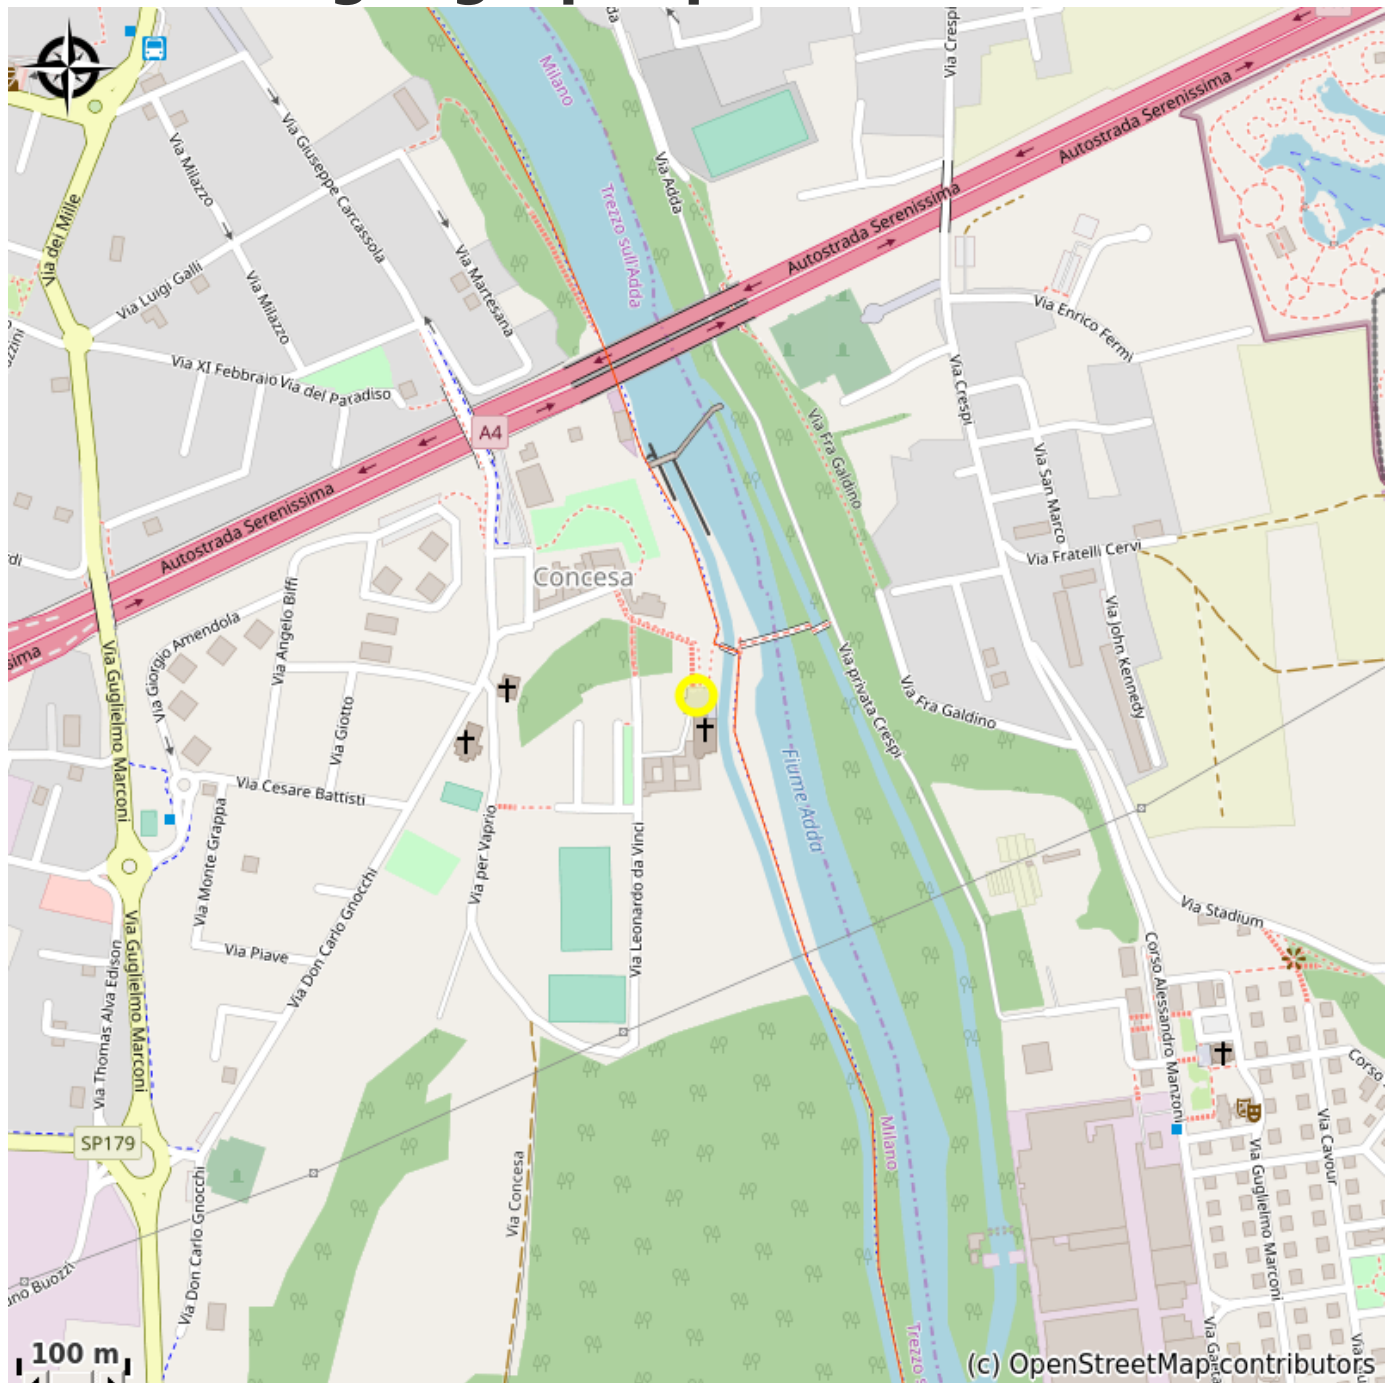 Milano
Via Crespi
Autostrada Serenissima
Via Giuseppe Carcassola
Via Milazzo
Via Adda
Trezzo sull'Adda
Autostrada Serenissima
Via dei Mille
Via Martesana
Via Luigi Galli
Via Milazzo
Via Enrico Fermi
Via XI Febbraio
Via del Paradiso
Via Crespi
A4
Via Fra Galdino
Via San Marco
Autostrada Serenissima
Via Fratelli Cervi
Concesa
Via Angelo Biffi
Via Giorgio Amendola
Via John Kennedy
Via Guglielmo Marconi
Via privata Crespi
Via Fra Galdino
Via Giotto
Fiume Adda
Via Cesare Battisti
Via Monte Grappa
Via per Vaprio
Via Leonardo da Vinci
Via Don Carlo Gnocchi
Via Stadium
Via Guglielmo Marconi
Via Piave
Via Thomas Alva Edison
Corso Alessandro Manzoni
Corso
SP179
Milano
Via Cavour
Via Concesa
Via Guglielmo Marconi
Via Don Carlo Gnocchi
Buozzi
Trezzo s
100 m
(c) OpenStreetMap contributors